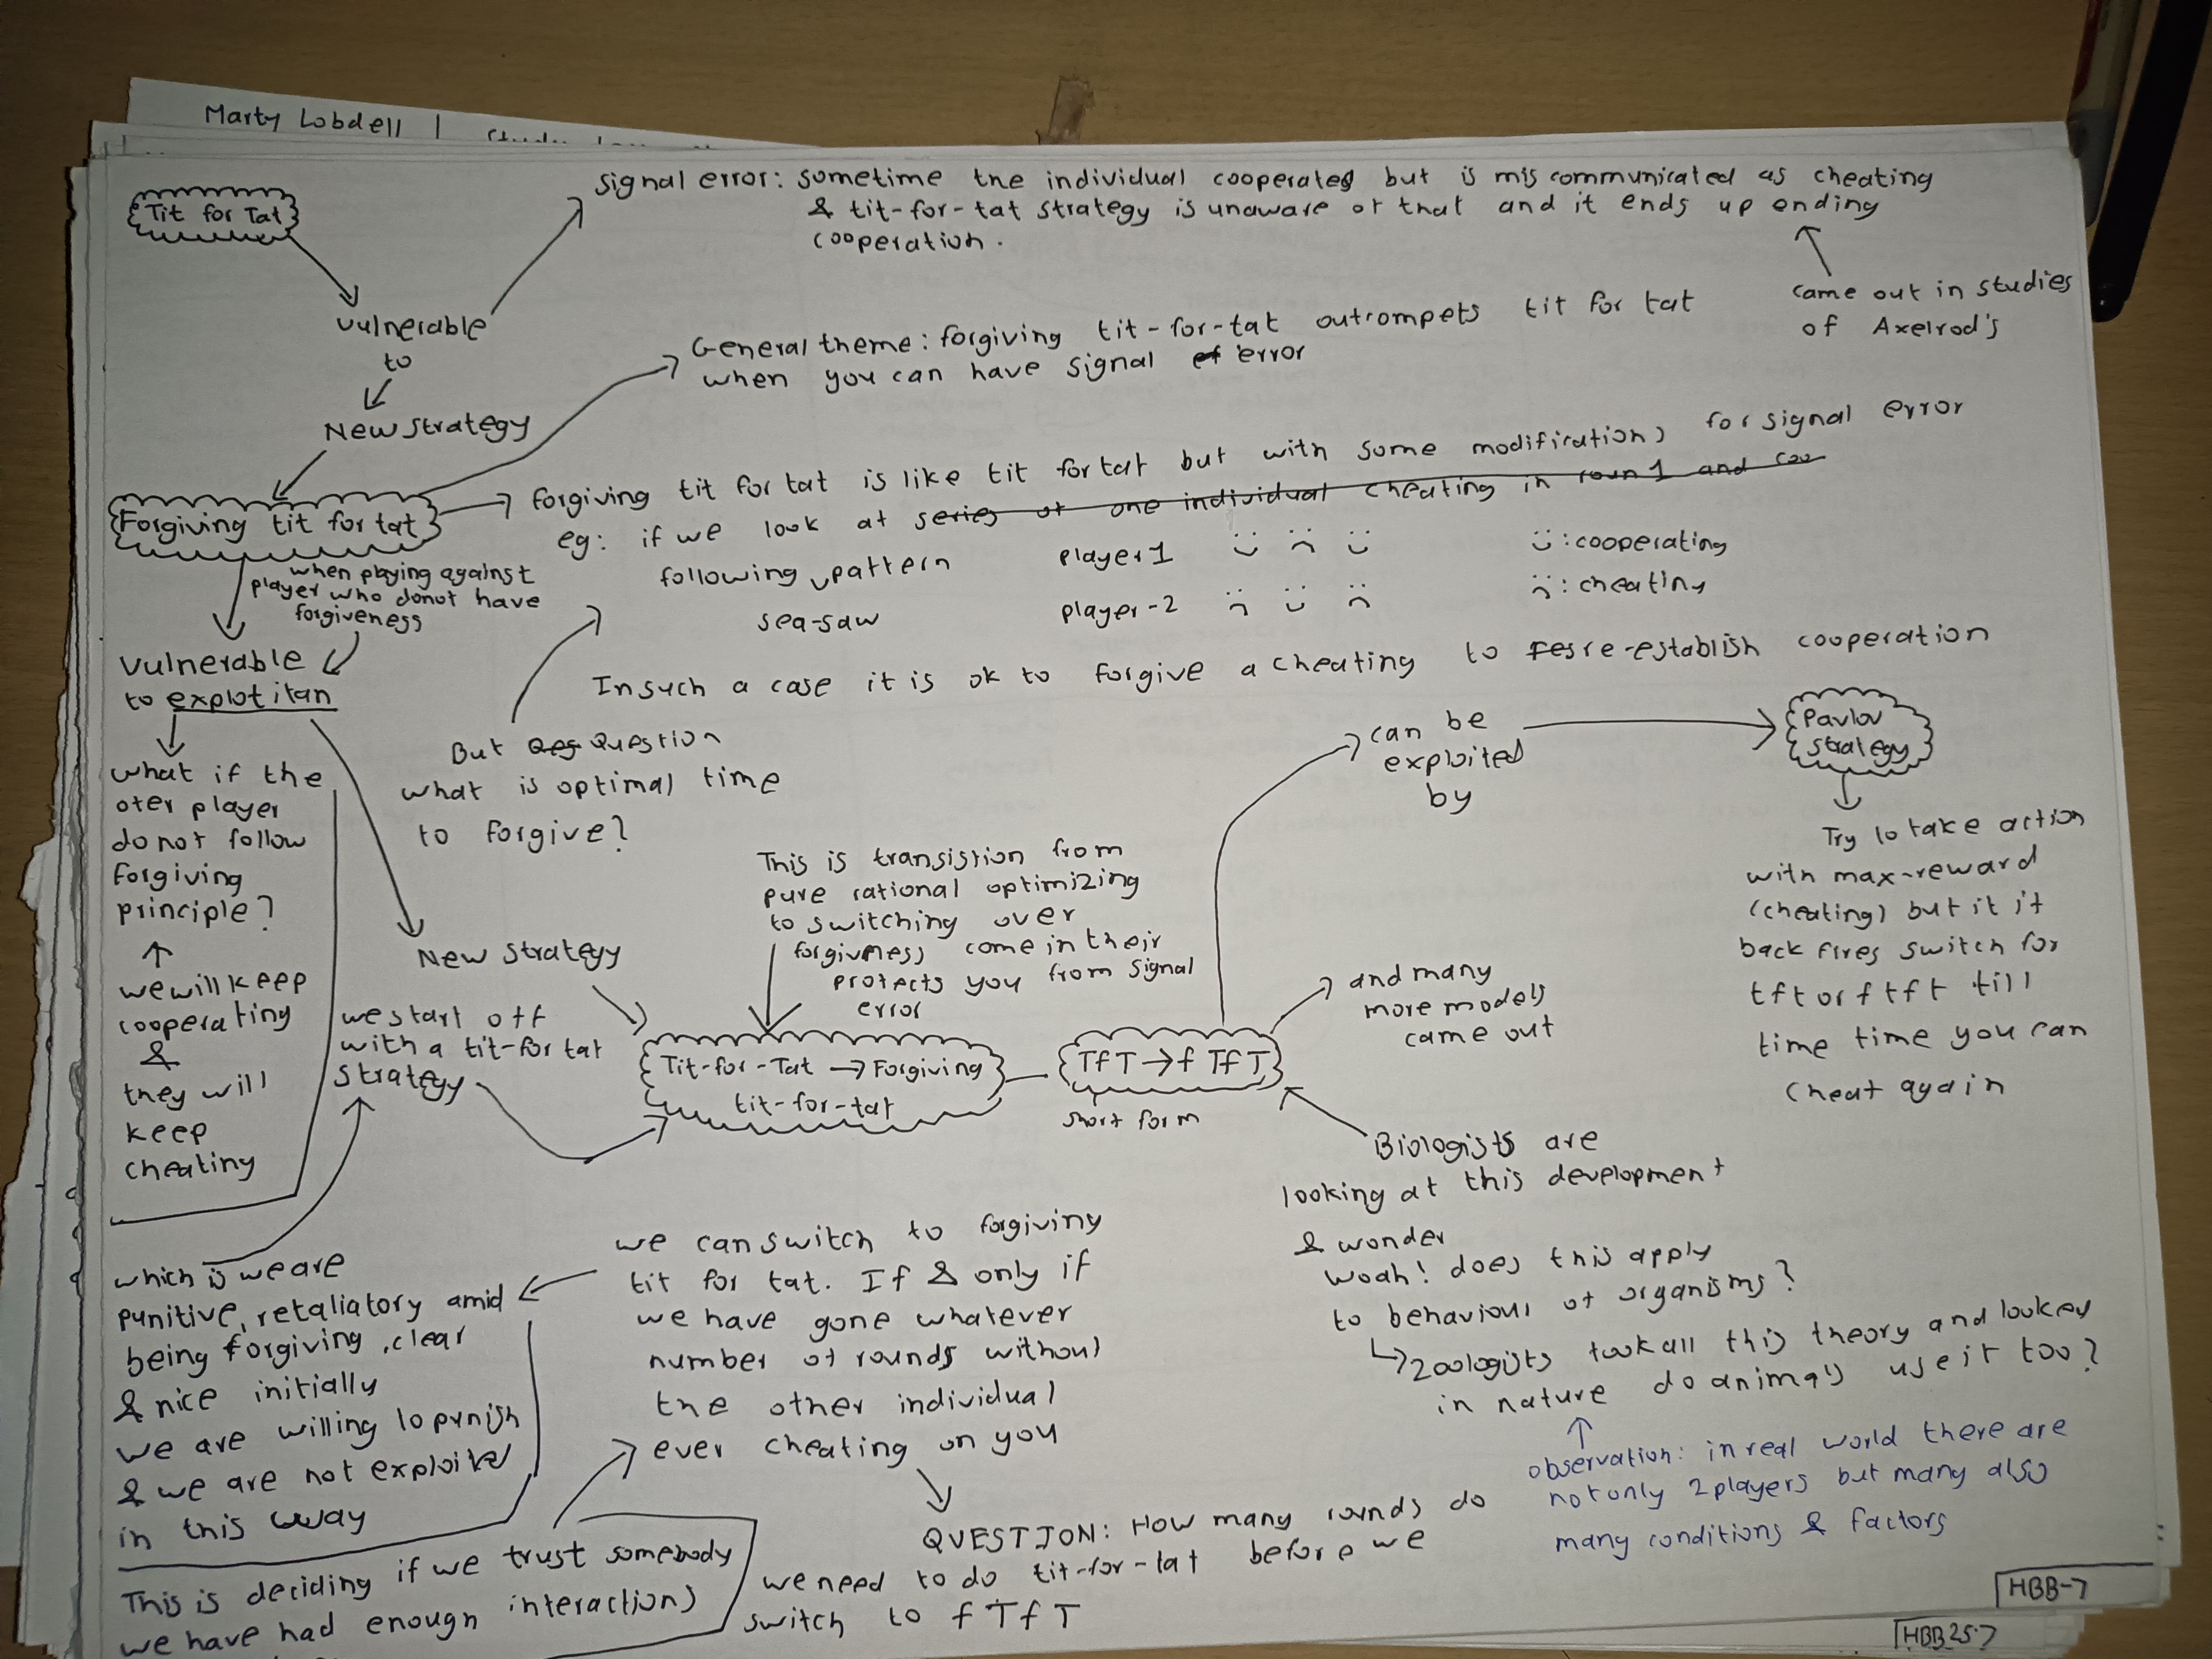 Marty Lobdell |
Tit for Tat
signal error: sometime the individual cooperates but is mis communicated as cheating
& tit-for-tat strategy is unaware of that and it ends up ending
cooperation.
came out in studies
of Axelrod's
vulnerable
to
New strategy
General theme: forgiving tit-for-tat outcompets tit for tat
when you can have signal error
Forgiving tit for tat
forgiving tit for tat is like tit for tat but with some modifications for signal error
eg: if we look at series of one individual cheating in roun 1 and coo
following pattern
sea-saw
player 1
player-2
: cooperating
: cheating
In such a case it is ok to forgive a cheating to re-establish cooperation
when playing against
player who donot have
forgiveness
Vulnerable
to explotitan
But Question
what is optimal time
to forgive?
what if the
oter player
do not follow
forgiving
principle?
we will keep
cooperating
&
they will
keep
cheating
New strategy
we start off
with a tit-for tat
strategy
This is transistion from
pure rational optimizing
to switching over
forgivness come in their
protects you from signal
error
Tit-for-Tat → Forgiving
tit-for-tat
TfT → f TfT
short form
can be
exploited
by
Pavlov
strategy
Try to take action
with max-reward
(cheating) but if it
back fires switch for
tft or ftft till
time time you can
cheat again
and many
more models
came out
Biologists are
looking at this development
& wonder
woah! does this apply
to behaviour of organisms?
↳ zoologists took all this theory and looked
in nature do animals use it too?
observation: in real world there are
not only 2 players but many also
many conditions & factors
which is we are
punitive, retaliatory amid
being forgiving, clear
& nice initially
we are willing to punish
& we are not exploited
in this way
we can switch to forgiving
tit for tat. If & only if
we have gone whatever
number of rounds without
the other individual
ever cheating on you
QUESTION: How many rounds do
we need to do tit-for-tat before we
switch to f TfT
This is deciding if we trust somebody
we have had enough interactions
HBB-7
HBB25-7